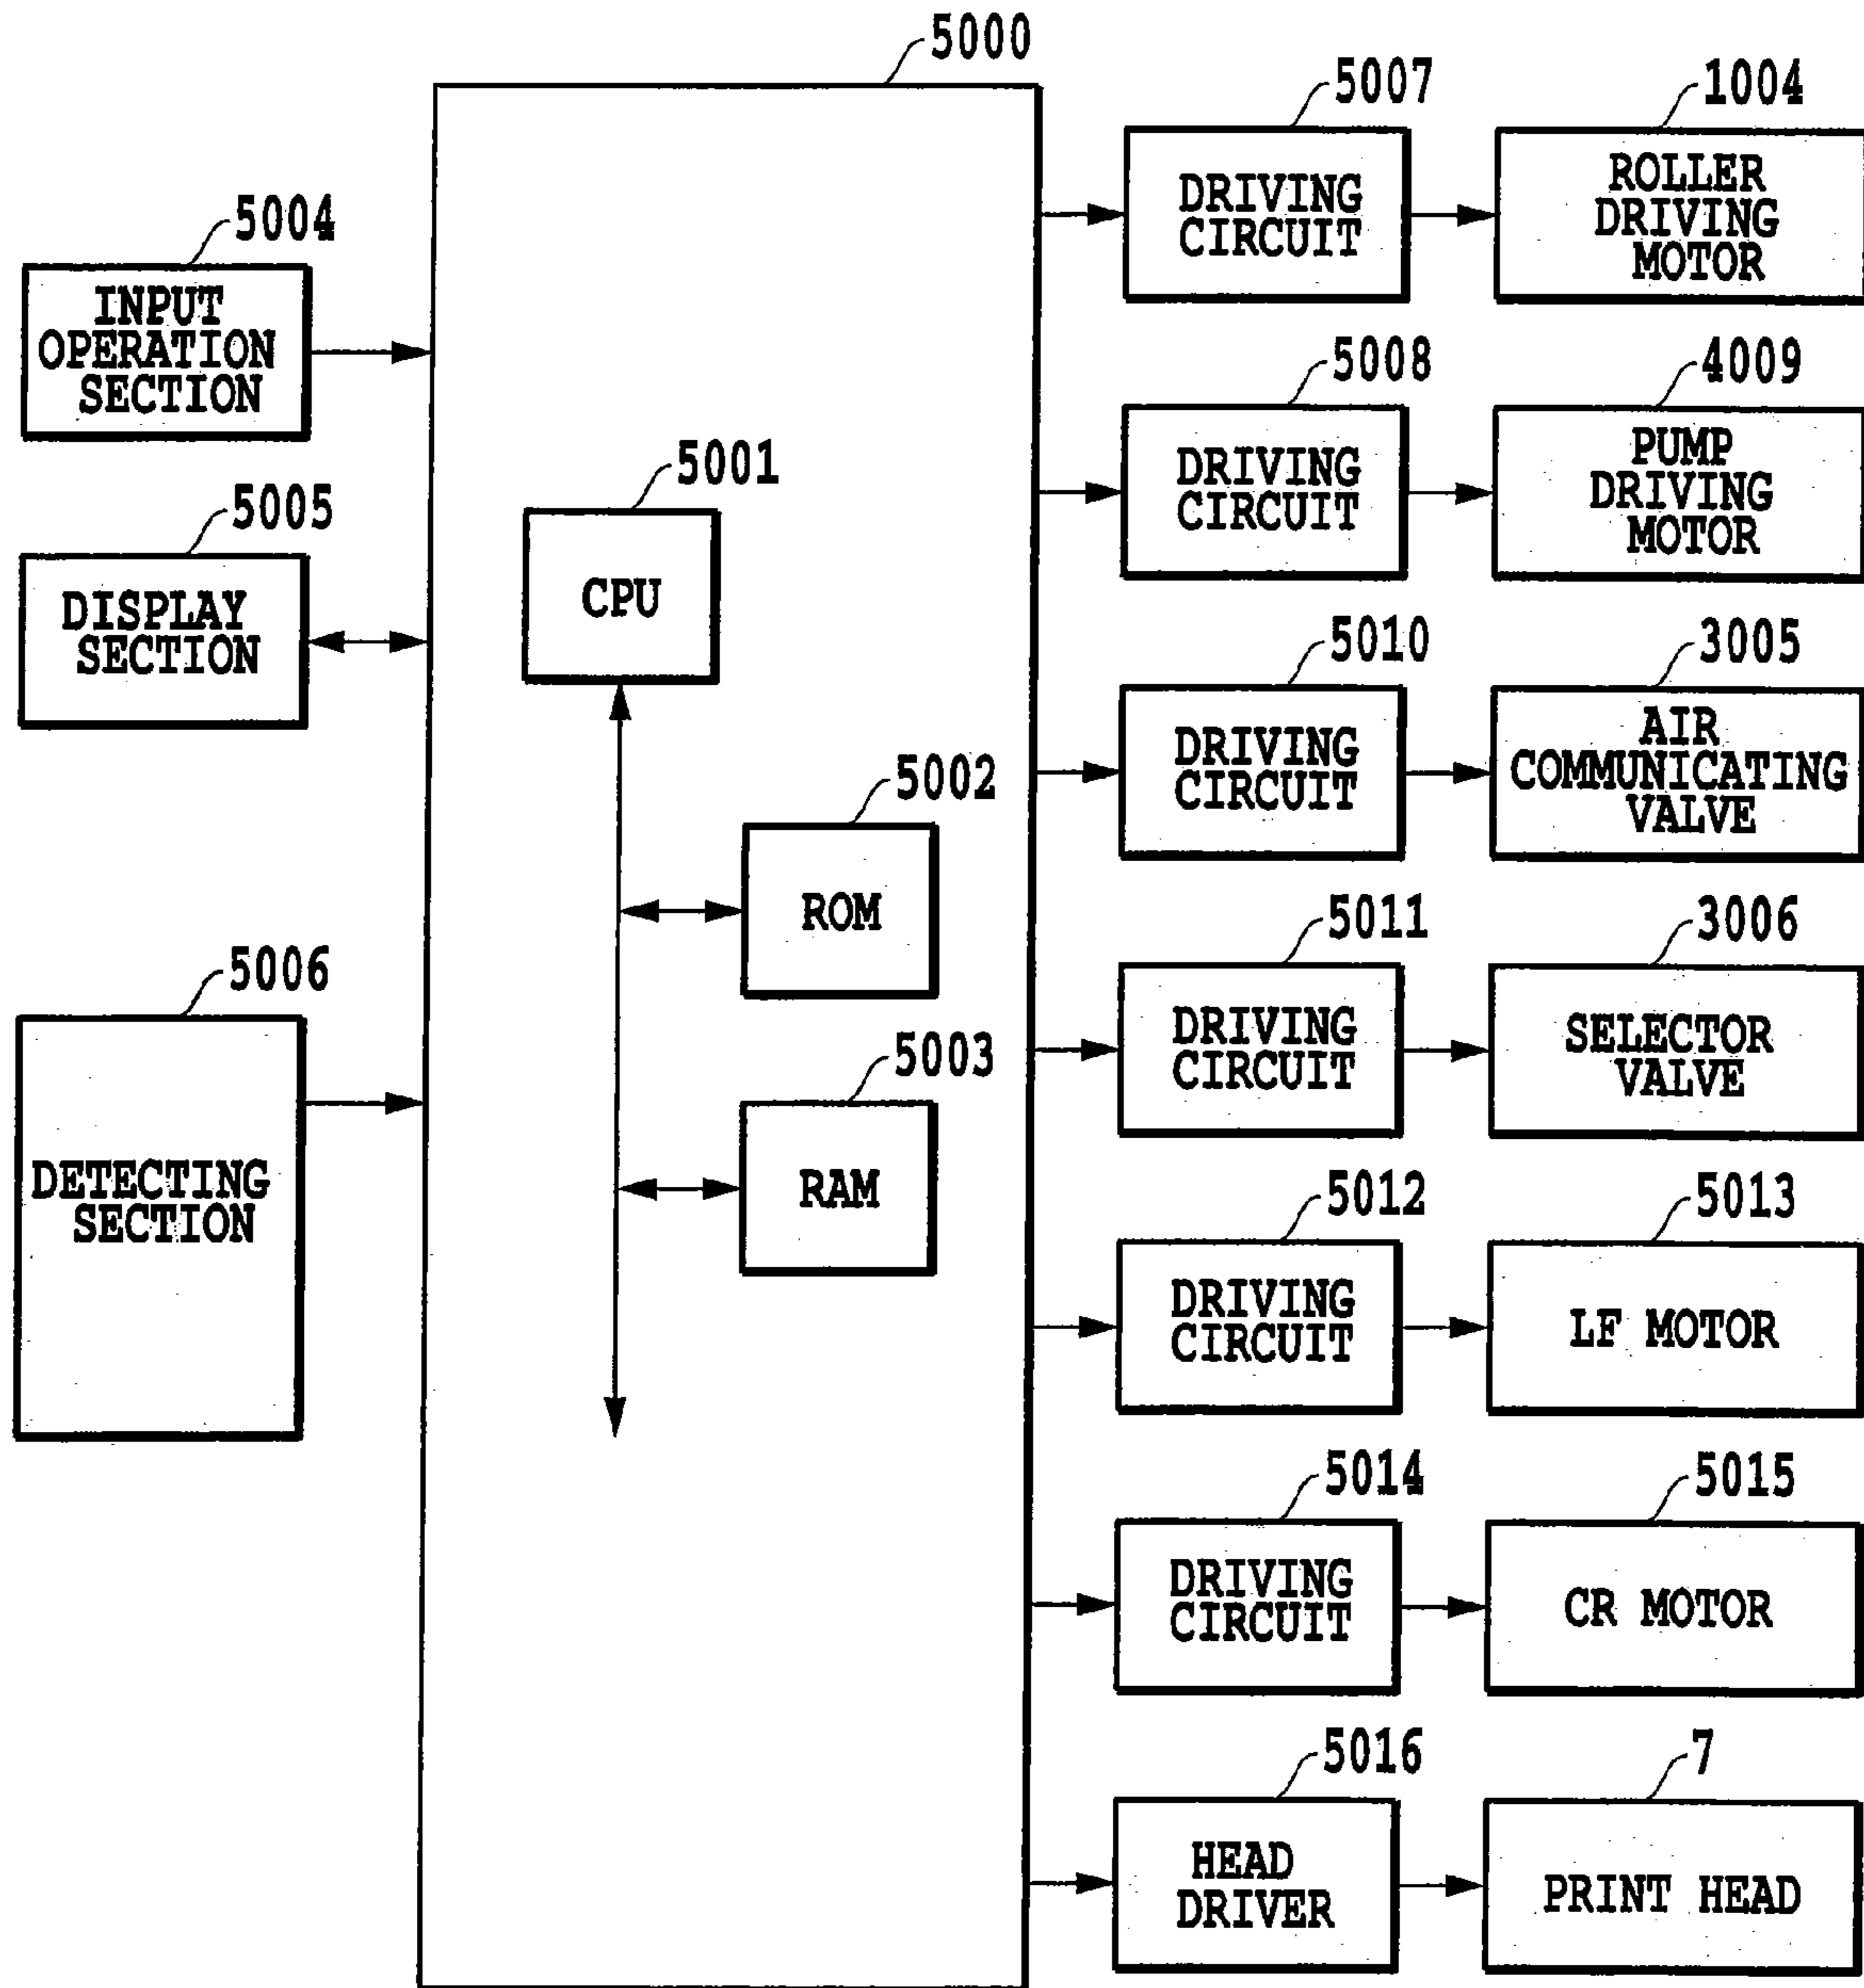 5000
5004
INPUT
OPERATION
SECTION
5005
DISPLAY
SECTION
5006
DETECTING
SECTION
5001
CPU
5002
ROM
5003
RAM
5007
DRIVING
CIRCUIT
1004
ROLLER
DRIVING
MOTOR
5008
DRIVING
CIRCUIT
4009
PUMP
DRIVING
MOTOR
5010
DRIVING
CIRCUIT
3005
AIR
COMMUNICATING
VALVE
5011
DRIVING
CIRCUIT
3006
SELECTOR
VALVE
5012
DRIVING
CIRCUIT
5013
LF MOTOR
5014
DRIVING
CIRCUIT
5015
CR MOTOR
5016
HEAD
DRIVER
7
PRINT HEAD